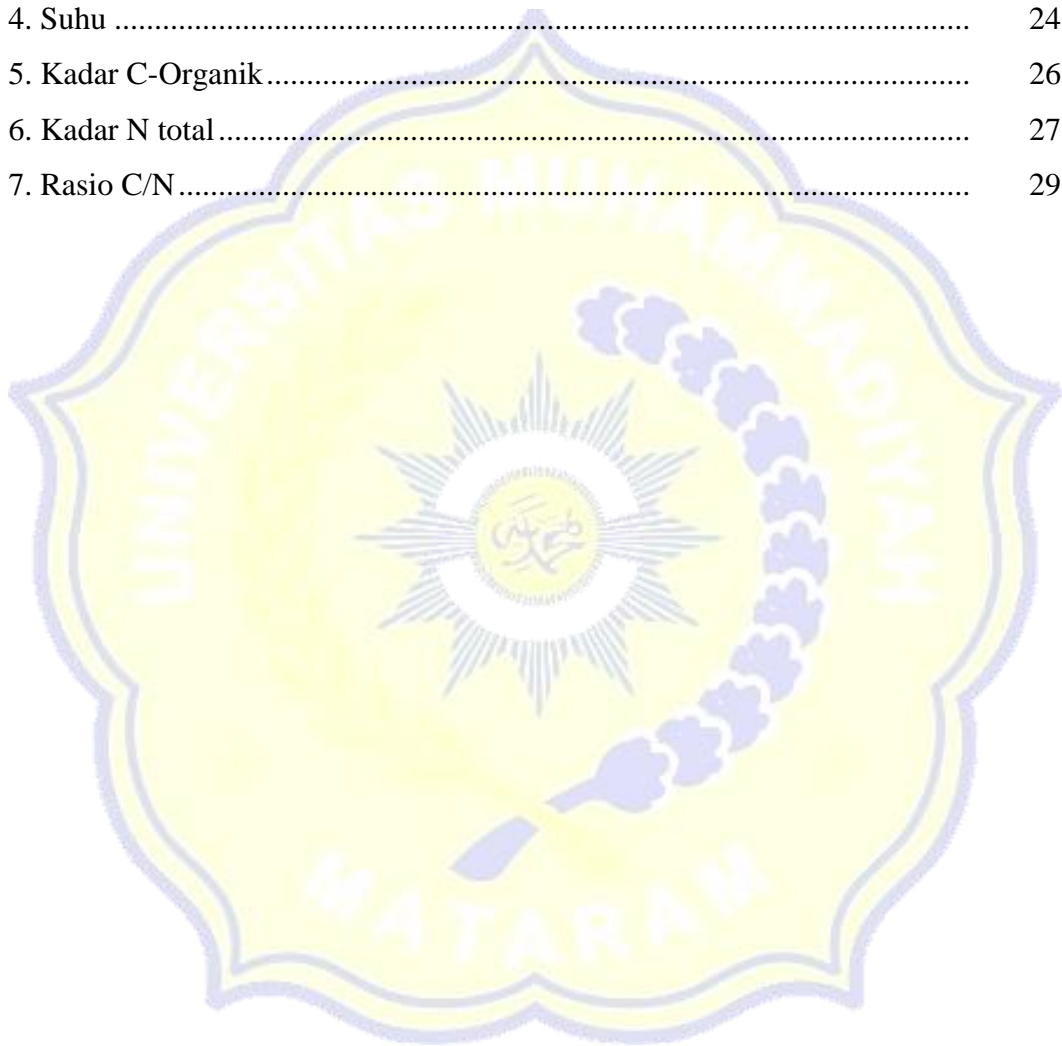 4. Suhu ........................................................................................................ 24
5. Kadar C-Organik ........................................................................................ 26
6. Kadar N total .............................................................................................. 27
7. Rasio C/N ................................................................................................... 29
UNIVERSITAS MUHAMMADIYAH
MATARAM